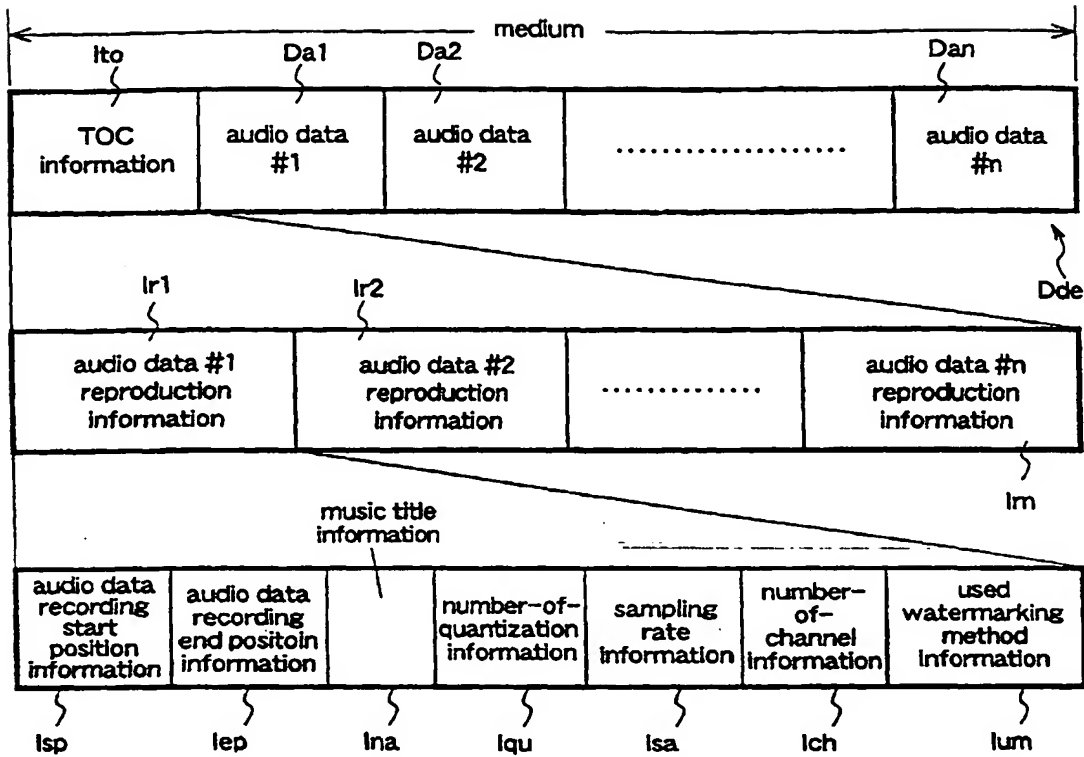 medium
Ito
Da1
Da2
Dan
TOC
information
audio data
#1
audio data
#2
....................
audio data
#n
Dde
Ir1
Ir2
audio data #1
reproduction
information
audio data #2
reproduction
information
..............
audio data #n
reproduction
information
Irn
music title
information
audio data
recording
start
position
information
audio data
recording
end positoin
information
number-of-
quantization
information
sampling
rate
information
number-
of-
channel
information
used
watermarking
method
information
Isp
Iep
Ina
Iqu
Isa
Ich
Ium